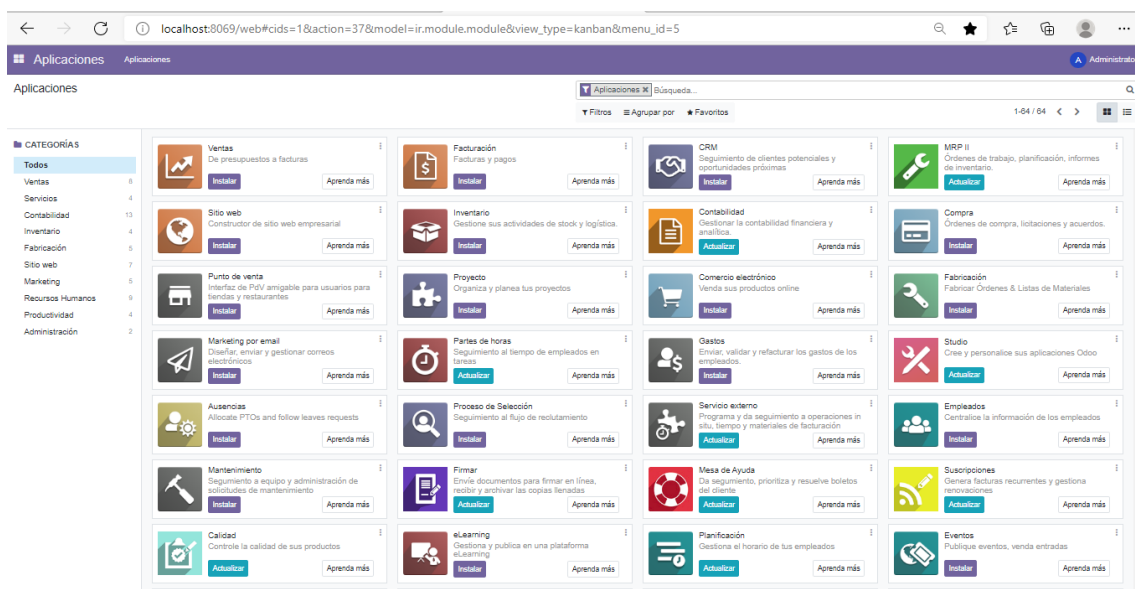 localhost:8069/web#cids=1&action=37&model=ir.module.module&view_type=kanban&menu_id=5
Aplicaciones Aplicaciones
A Administrato
Aplicaciones
Aplicaciones Búsqueda...
Filtros Agrupar por Favoritos
1-64 / 64
CATEGORÍAS
Todos
Ventas 8
Servicios 4
Contabilidad 13
Inventario 4
Fabricación 5
Sitio web 7
Marketing 5
Recursos Humanos 9
Productividad 4
Administración 2
Ventas
De presupuestos a facturas
Instalar Aprenda más
Facturación
Facturas y pagos
Instalar Aprenda más
CRM
Seguimiento de clientes potenciales y
oportunidades próximas
Instalar Aprenda más
MRP II
Órdenes de trabajo, planificación, informes
de inventario.
Actualizar Aprenda más
Sitio web
Constructor de sitio web empresarial
Instalar Aprenda más
Inventario
Gestione sus actividades de stock y logística.
Instalar Aprenda más
Contabilidad
Gestionar la contabilidad financiera y
analítica.
Actualizar Aprenda más
Compra
Órdenes de compra, licitaciones y acuerdos.
Instalar Aprenda más
Punto de venta
Interfaz de PdV amigable para usuarios para
tiendas y restaurantes
Instalar Aprenda más
Proyecto
Organiza y planea tus proyectos
Instalar Aprenda más
Comercio electrónico
Venda sus productos online
Instalar Aprenda más
Fabricación
Fabricar Órdenes & Listas de Materiales
Instalar Aprenda más
Marketing por email
Diseñar, enviar y gestionar correos
electrónicos
Instalar Aprenda más
Partes de horas
Seguimiento al tiempo de empleados en
tareas
Actualizar Aprenda más
Gastos
Enviar, validar y refacturar los gastos de los
empleados.
Instalar Aprenda más
Studio
Cree y personalice sus aplicaciones Odoo
Actualizar Aprenda más
Ausencias
Allocate PTOs and follow leaves requests
Instalar Aprenda más
Proceso de Selección
Seguimiento al flujo de reclutamiento
Instalar Aprenda más
Servicio externo
Programa y da seguimiento a operaciones in
situ, tiempo y materiales de facturación
Actualizar Aprenda más
Empleados
Centralice la información de los empleados
Instalar Aprenda más
Mantenimiento
Segumiento a equipo y administración de
solicitudes de mantenimiento
Instalar Aprenda más
Firmar
Envíe documentos para firmar en línea,
recibir y archivar las copias llenadas
Actualizar Aprenda más
Mesa de Ayuda
Da segumiento, prioritiza y resuelve boletos
del cliente
Actualizar Aprenda más
Suscripciones
Genera facturas recurrentes y gestiona
renovaciones
Actualizar Aprenda más
Calidad
Controle la calidad de sus productos
Actualizar Aprenda más
eLearning
Gestiona y publica en una plataforma
eLearning
Instalar Aprenda más
Planificación
Gestiona el horario de tus empleados
Actualizar Aprenda más
Eventos
Publique eventos, venda entradas
Instalar Aprenda más